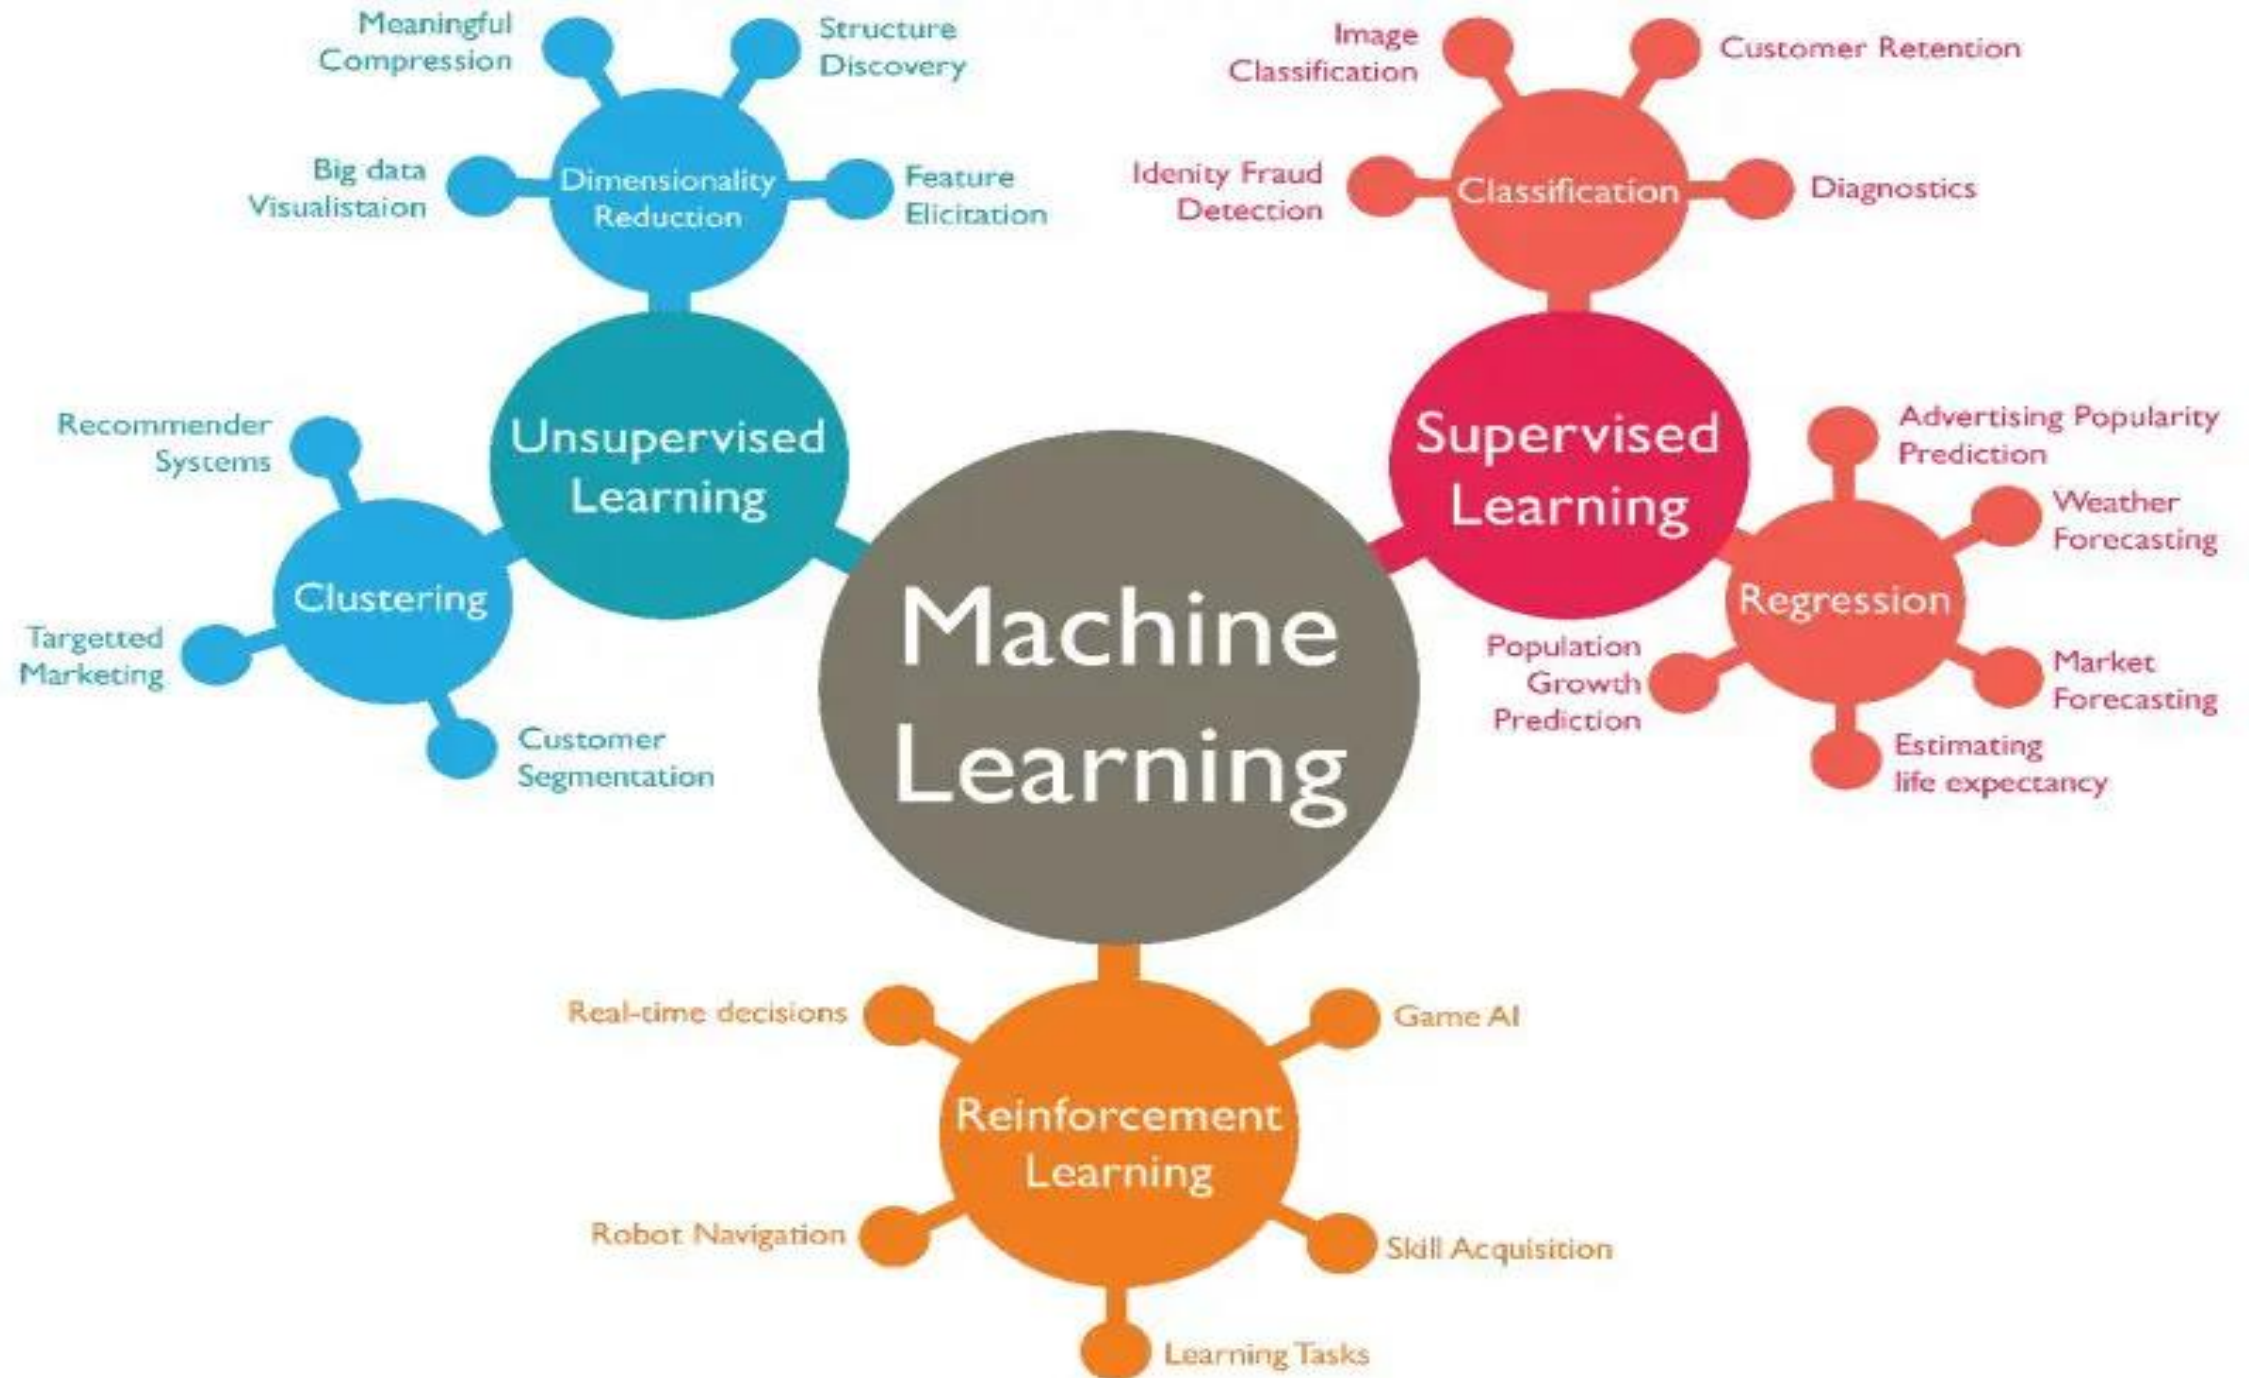 Meaningful
Compression
Structure
Discovery
Big data
Visualistaion
Dimensionality
Reduction
Feature
Elicitation
Image
Classification
Customer Retention
Idenity Fraud
Detection
Classification
Diagnostics
Unsupervised
Learning
Recommender
Systems
Clustering
Targetted
Marketing
Customer
Segmentation
Machine
Learning
Supervised
Learning
Advertising Popularity
Prediction
Weather
Forecasting
Regression
Population
Growth
Prediction
Market
Forecasting
Estimating
life expectancy
Real-time decisions
Game AI
Reinforcement
Learning
Robot Navigation
Skill Acquisition
Learning Tasks